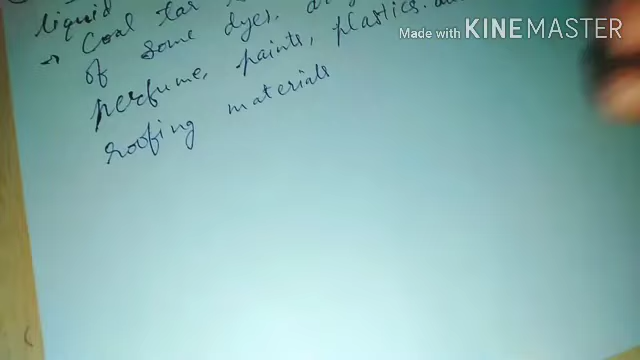 liquid
→ Coal tar
of some dyes,
perfume, paints, plastics.
roofing materials
Made with KINEMASTER